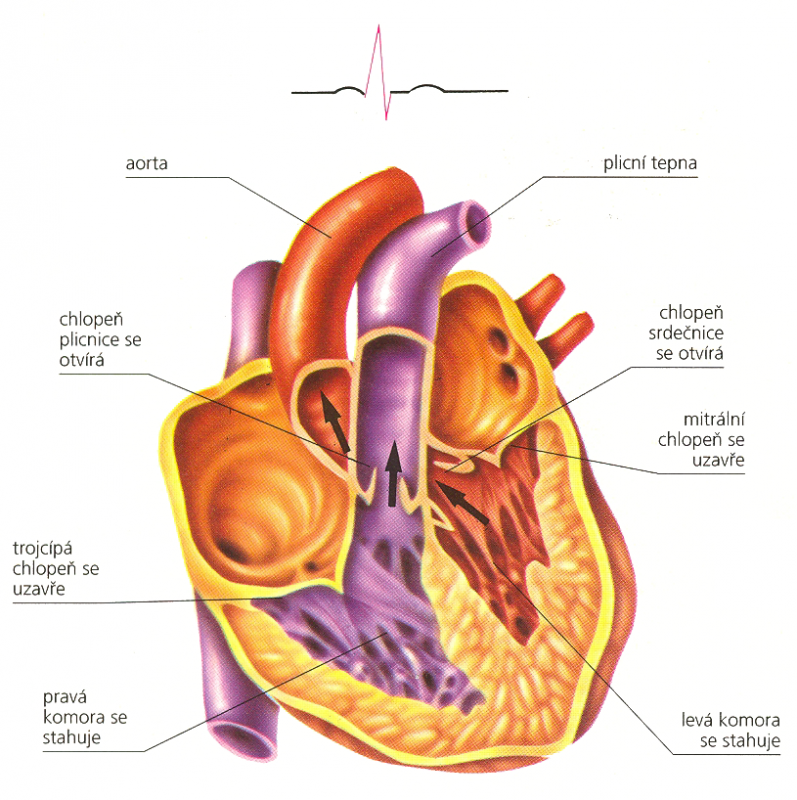 aorta
plicní tepna
chlopeň
plicnice se
otvírá
chlopeň
srdečnice
se otvírá
mitrální
chlopeň se
uzavře
trojcípá
chlopeň se
uzavře
pravá
komora se
stahuje
levá komora
se stahuje